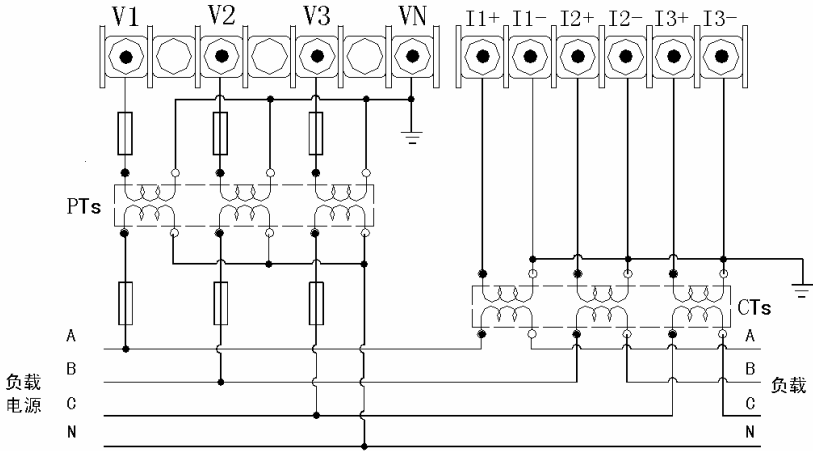 V1 V2 V3 VN I1+ I1- I2+ I2- I3+ I3-
PTs
CTs
A A
B B
负载 负载
电源 C C
N N